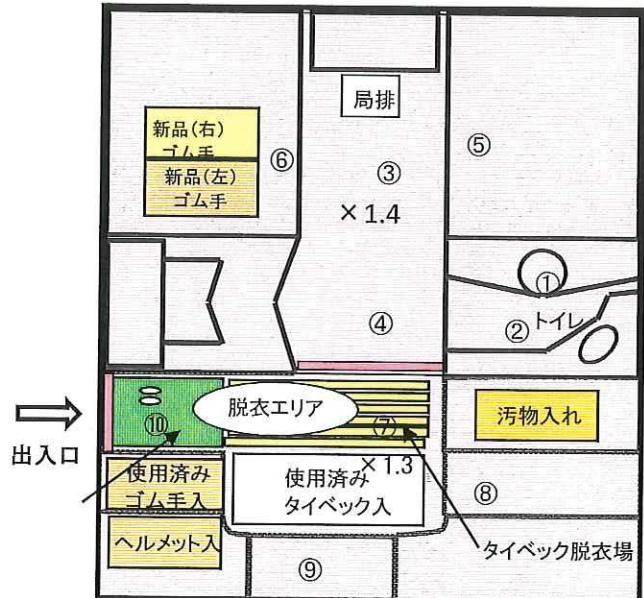 局排
新品(右)
ゴム手
新品(左)
ゴム手
⑥
③
⑤
×1.4
①
④
②
トイレ
出入口
⑩
脱衣エリア
⑦
汚物入れ
使用済み
ゴム手入
使用済み
タイベック入
×1.3
⑧
ヘルメット入
⑨
タイベック脱衣場